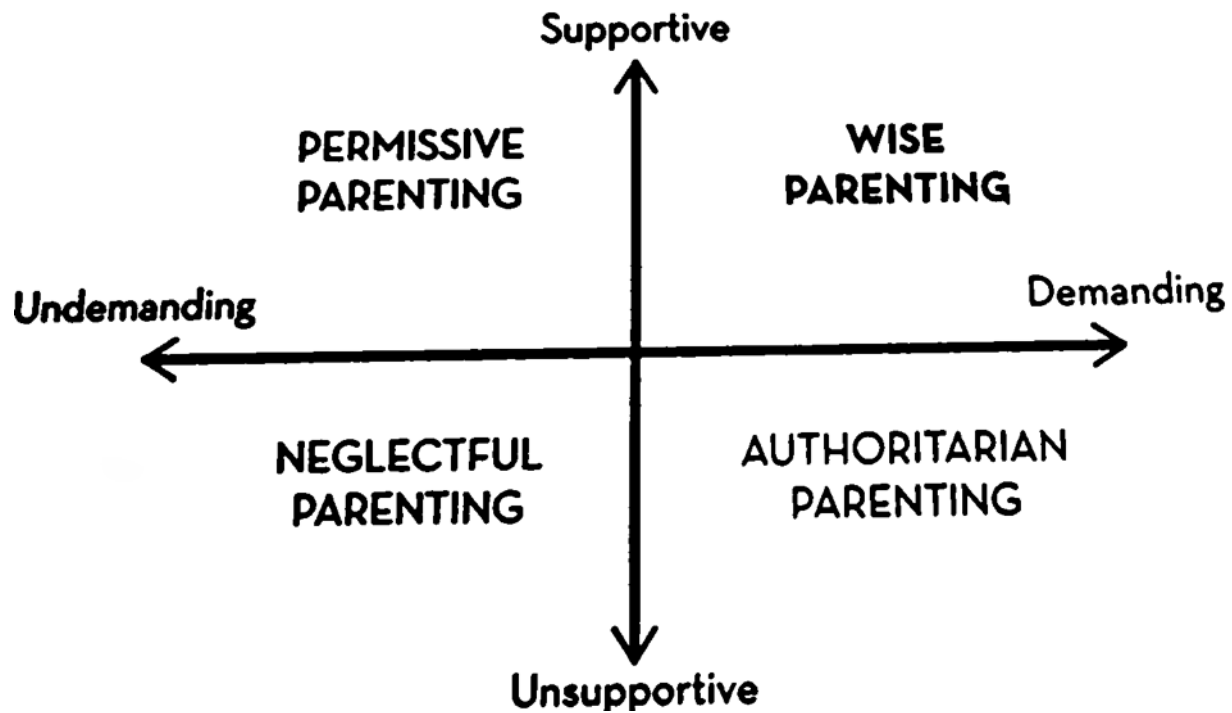 Supportive
PERMISSIVE
PARENTING
WISE
PARENTING
Undemanding
Demanding
NEGLECTFUL
PARENTING
AUTHORITARIAN
PARENTING
Unsupportive